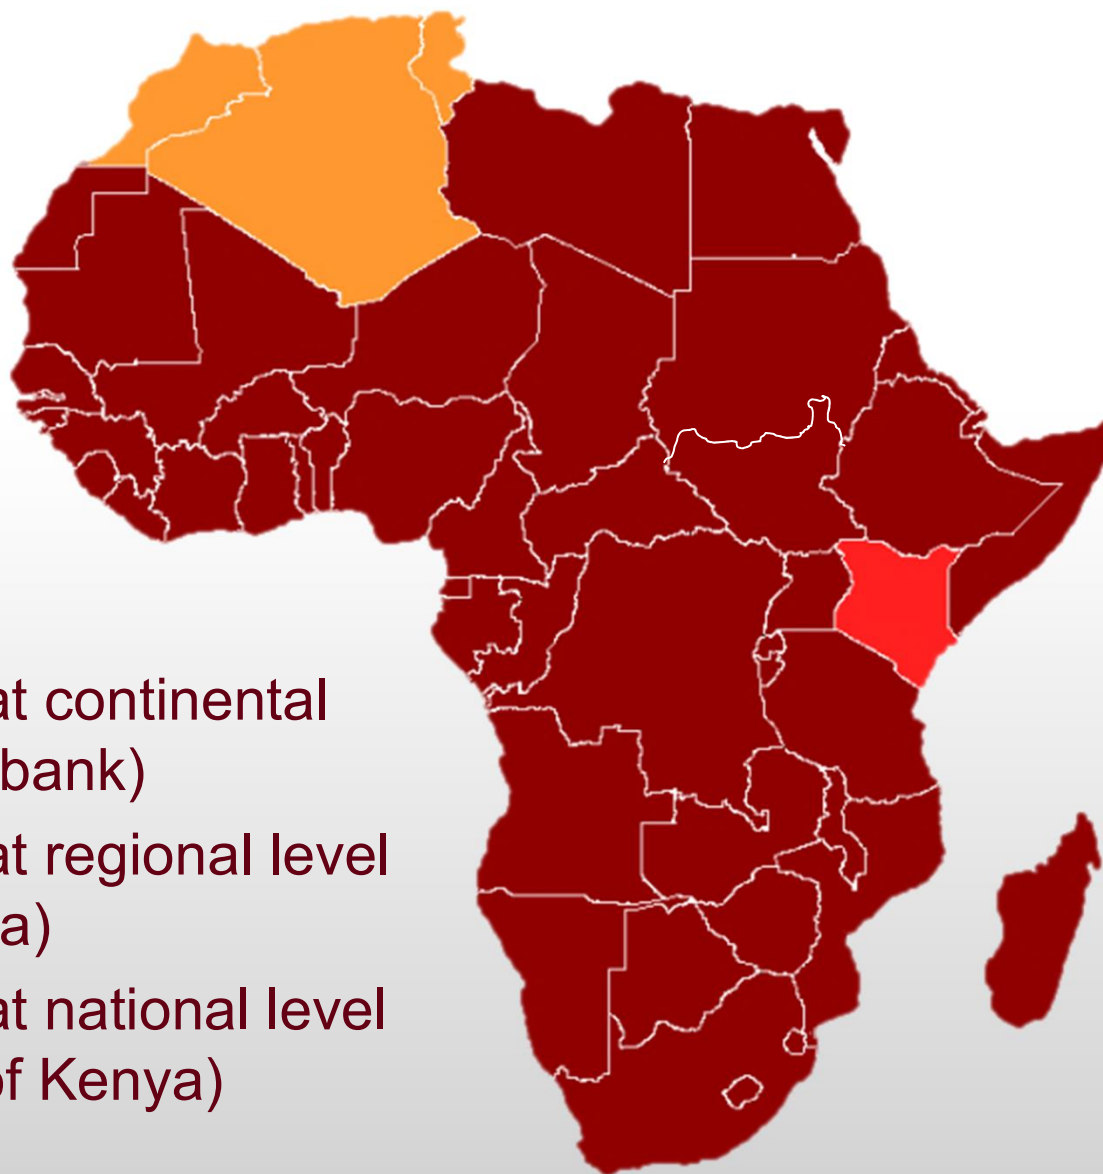 at continental
bank)
at regional level
a)
at national level
of Kenya)